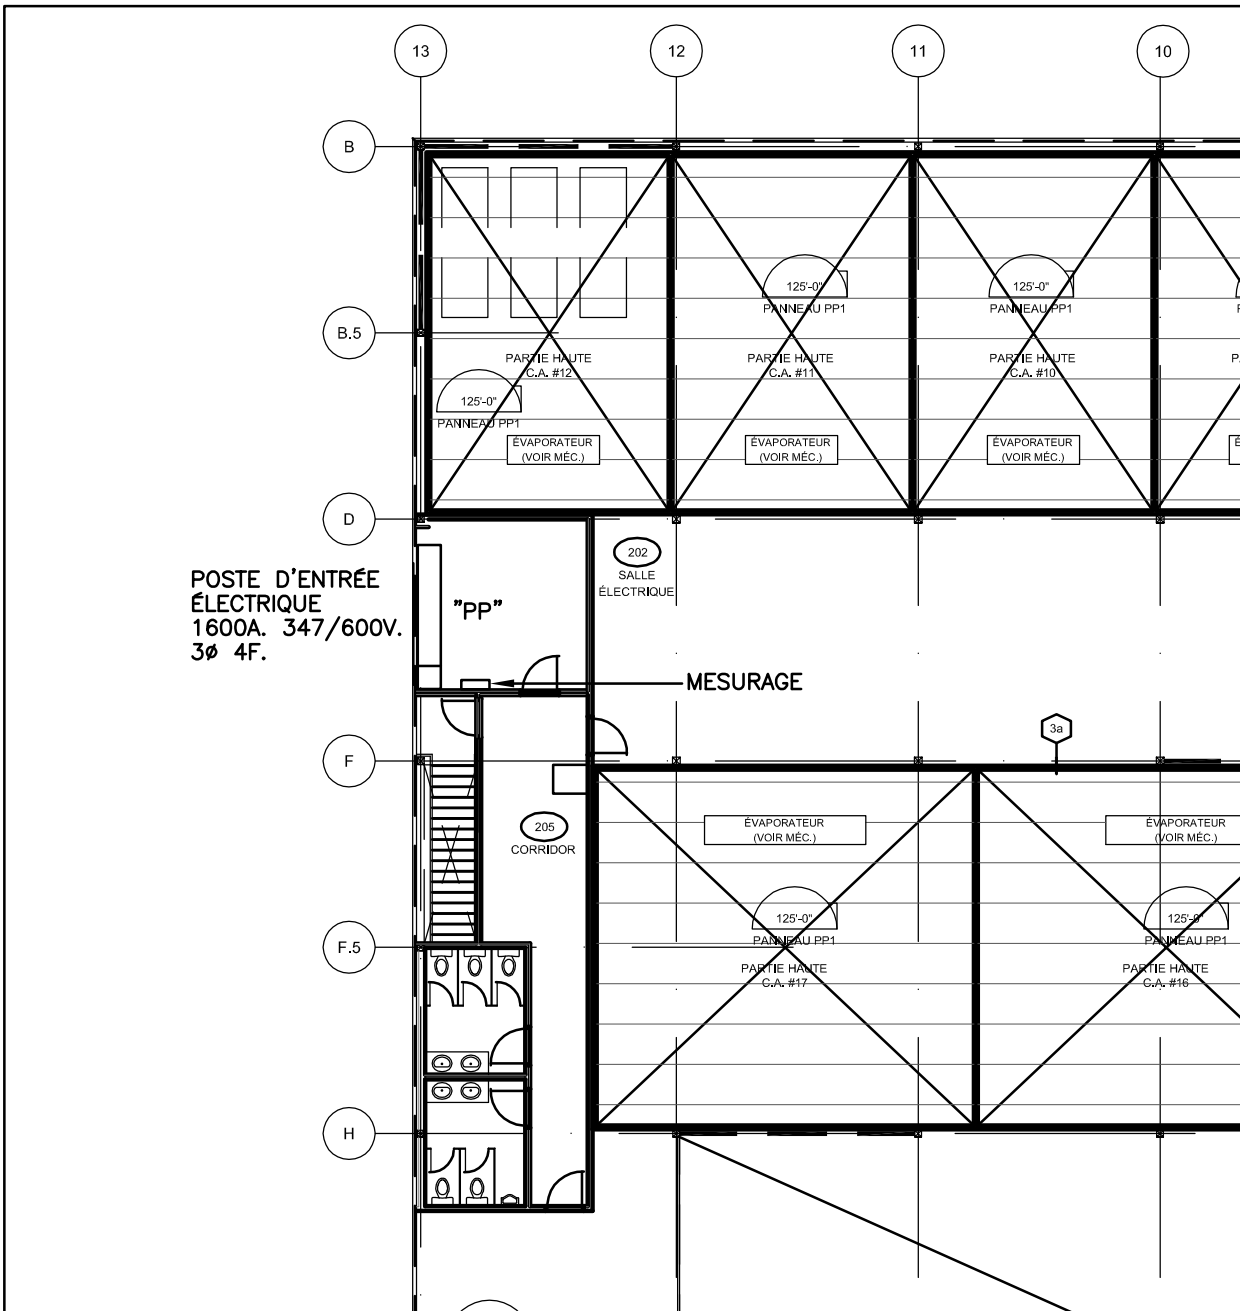 13
12
11
10
B
B.5
D
F
F.5
H
125'-0"
PANNEAU PP1
125'-0"
PANNEAU PP1
PARTIE HAUTE
C.A. #12
PARTIE HAUTE
C.A. #11
PARTIE HAUTE
C.A. #10
125'-0"
PANNEAU PP1
ÉVAPORATEUR
(VOIR MÉC.)
ÉVAPORATEUR
(VOIR MÉC.)
ÉVAPORATEUR
(VOIR MÉC.)
202
SALLE
ÉLECTRIQUE
POSTE D'ENTRÉE
ÉLECTRIQUE
1600A. 347/600V.
3ø 4F.
"PP"
MESURAGE
3a
205
CORRIDOR
ÉVAPORATEUR
(VOIR MÉC.)
ÉVAPORATEUR
(VOIR MÉC.)
125'-0"
PANNEAU PP1
125'-0"
PANNEAU PP1
PARTIE HAUTE
C.A. #17
PARTIE HAUTE
C.A. #16